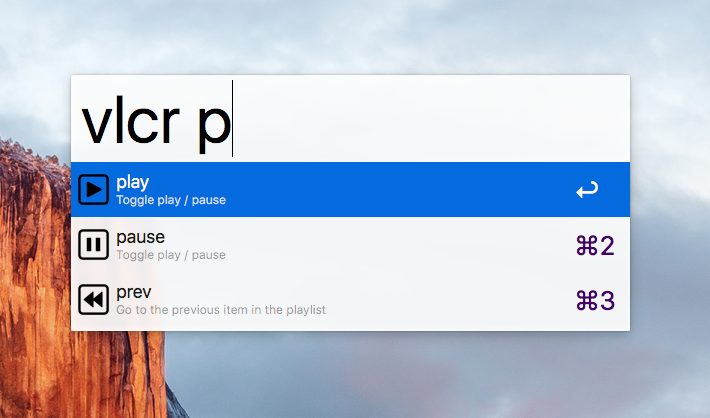 vlcr p
play
Toggle play / pause
↩
pause
Toggle play / pause
⌘2
prev
Go to the previous item in the playlist
⌘3